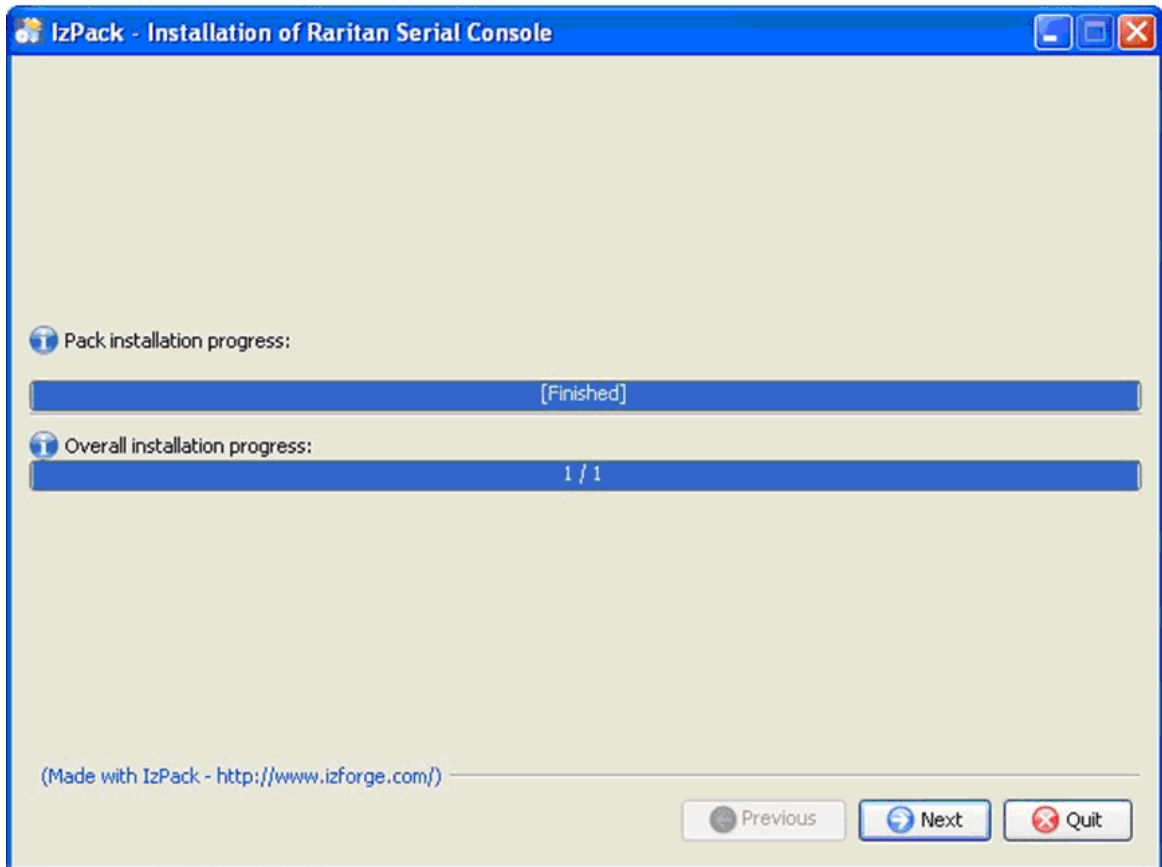 IzPack - Installation of Raritan Serial Console
Pack installation progress:
[Finished]
Overall installation progress:
1 / 1
(Made with IzPack - http://www.izforge.com/)
Previous
Next
Quit